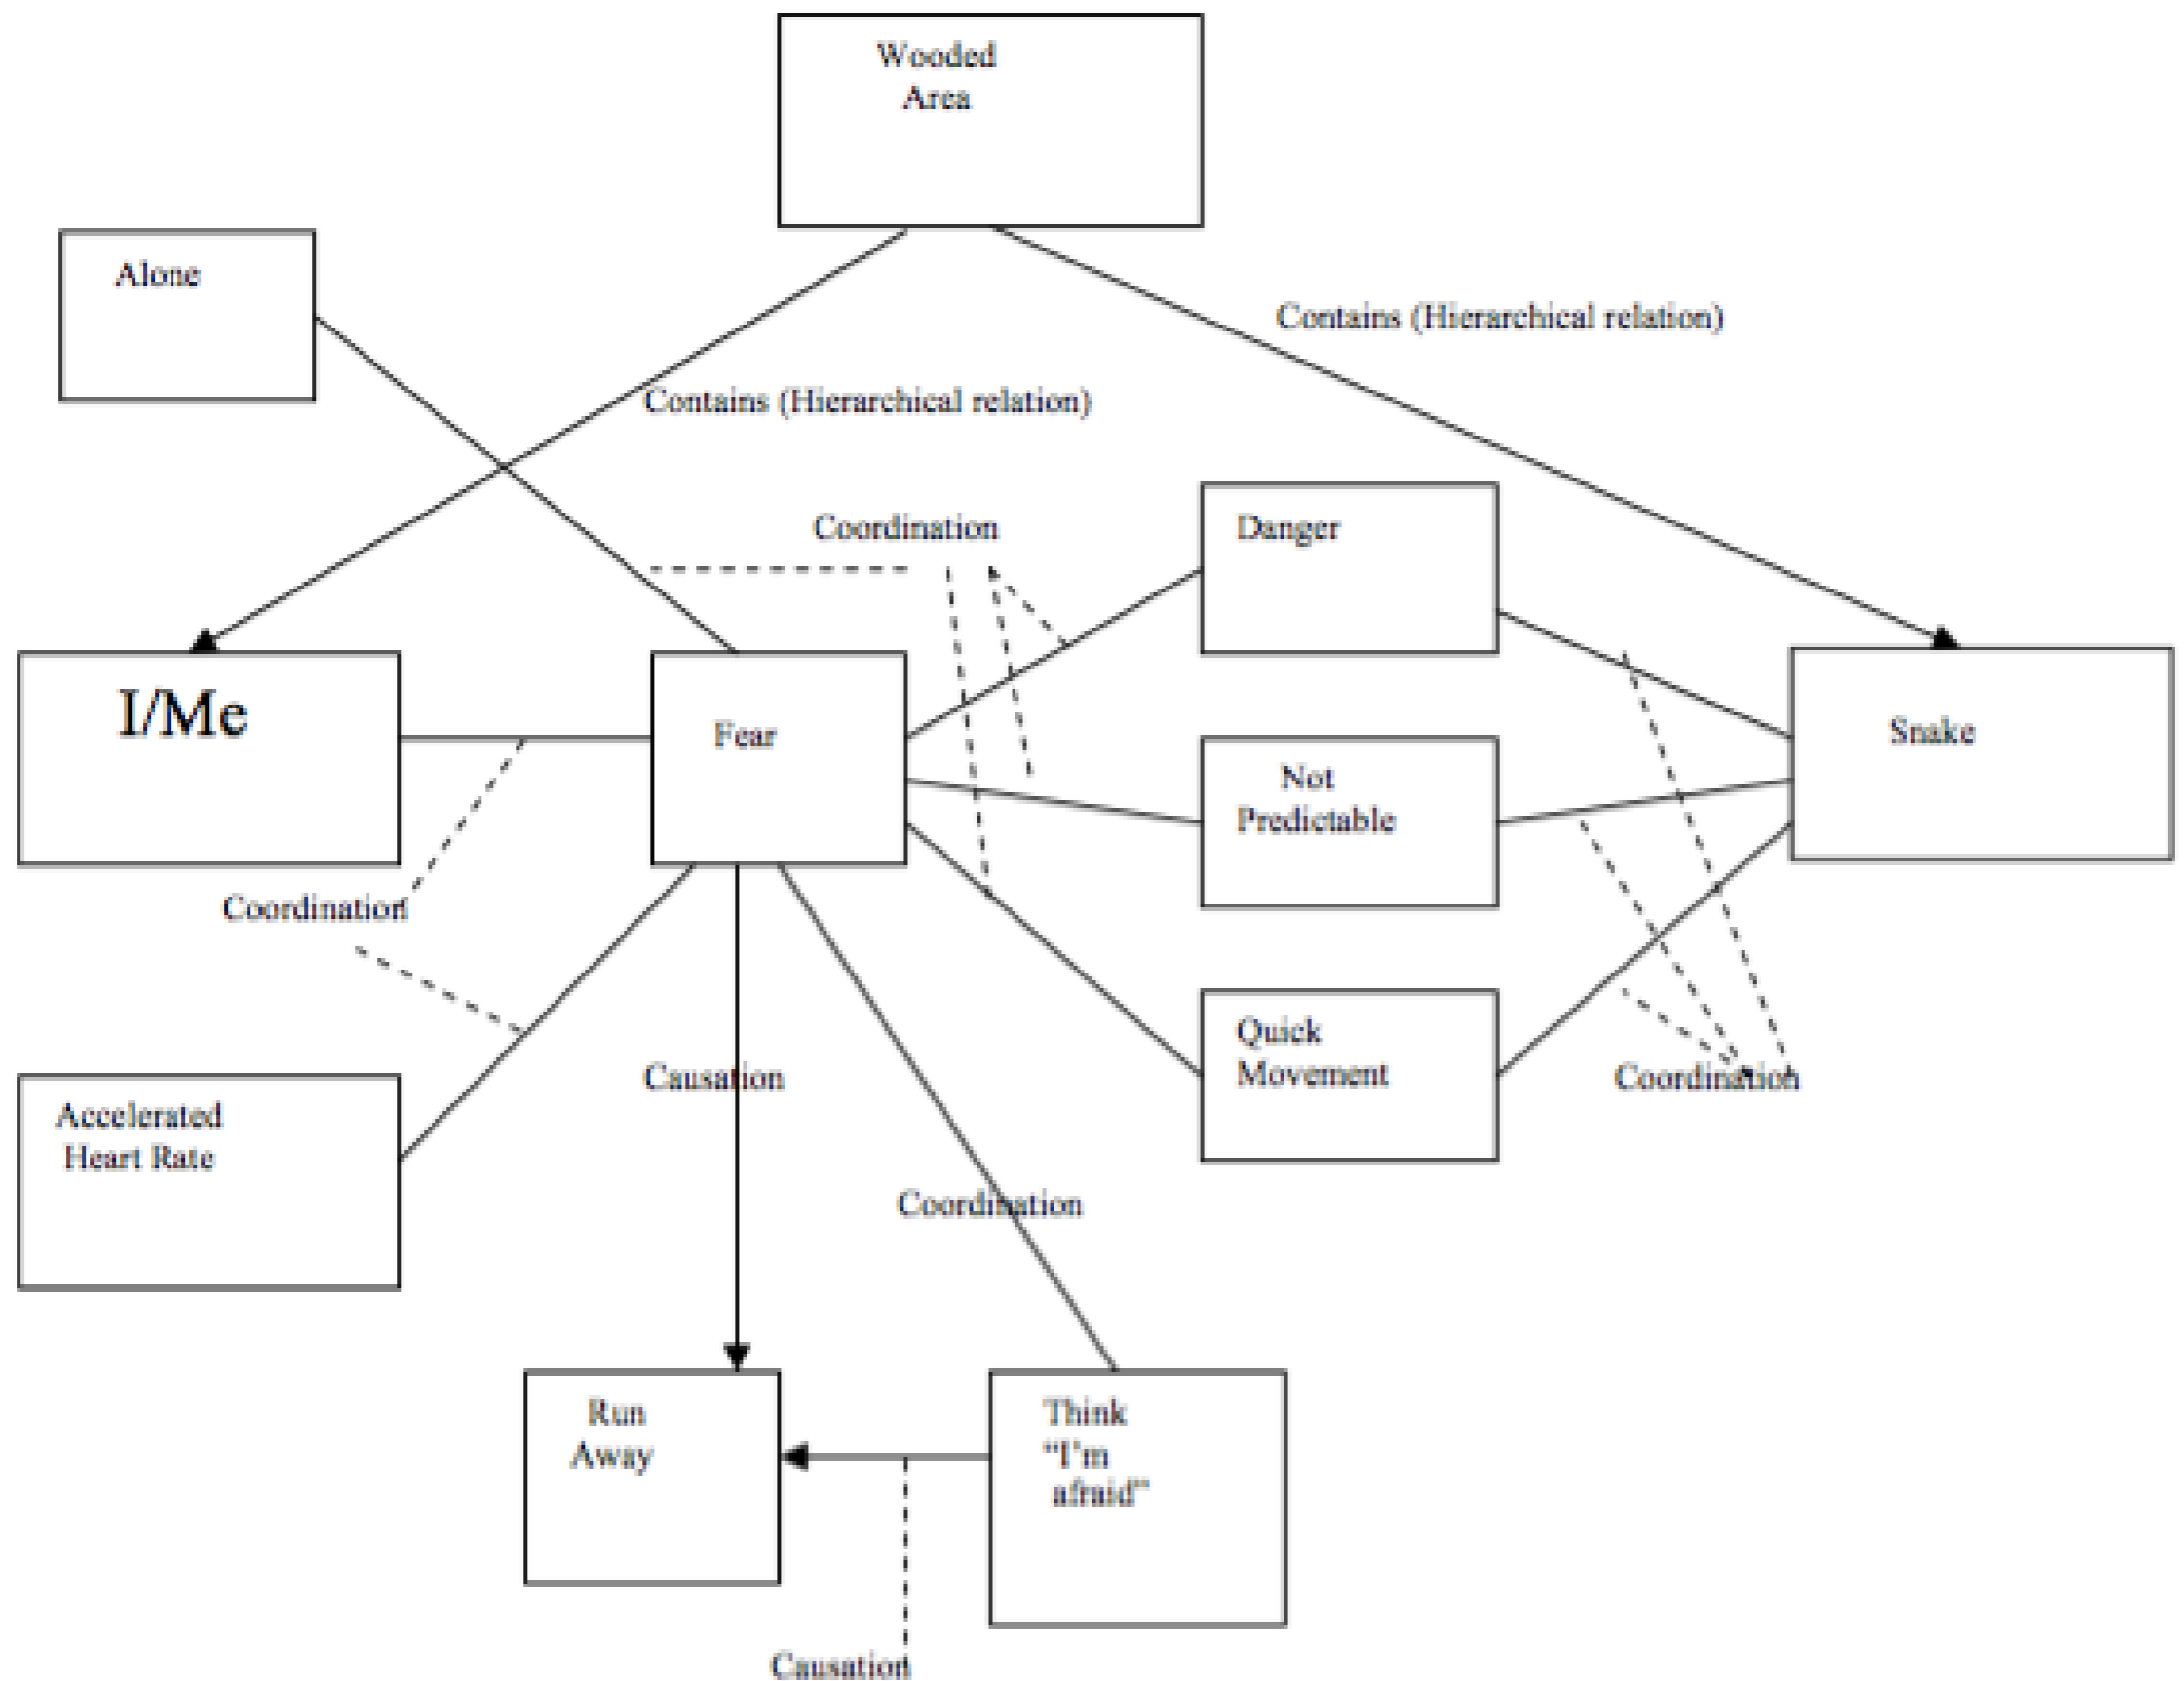 Wooded
Area
Alone
Contains (Hierarchical relation)
Contains (Hierarchical relation)
Coordination
Danger
I/Me
Fear
Snake
Not
Predictable
Coordination
Quick
Movement
Causation
Coordination
Accelerated
Heart Rate
Coordination
Run
Away
Think
“I’m
afraid”
Causation